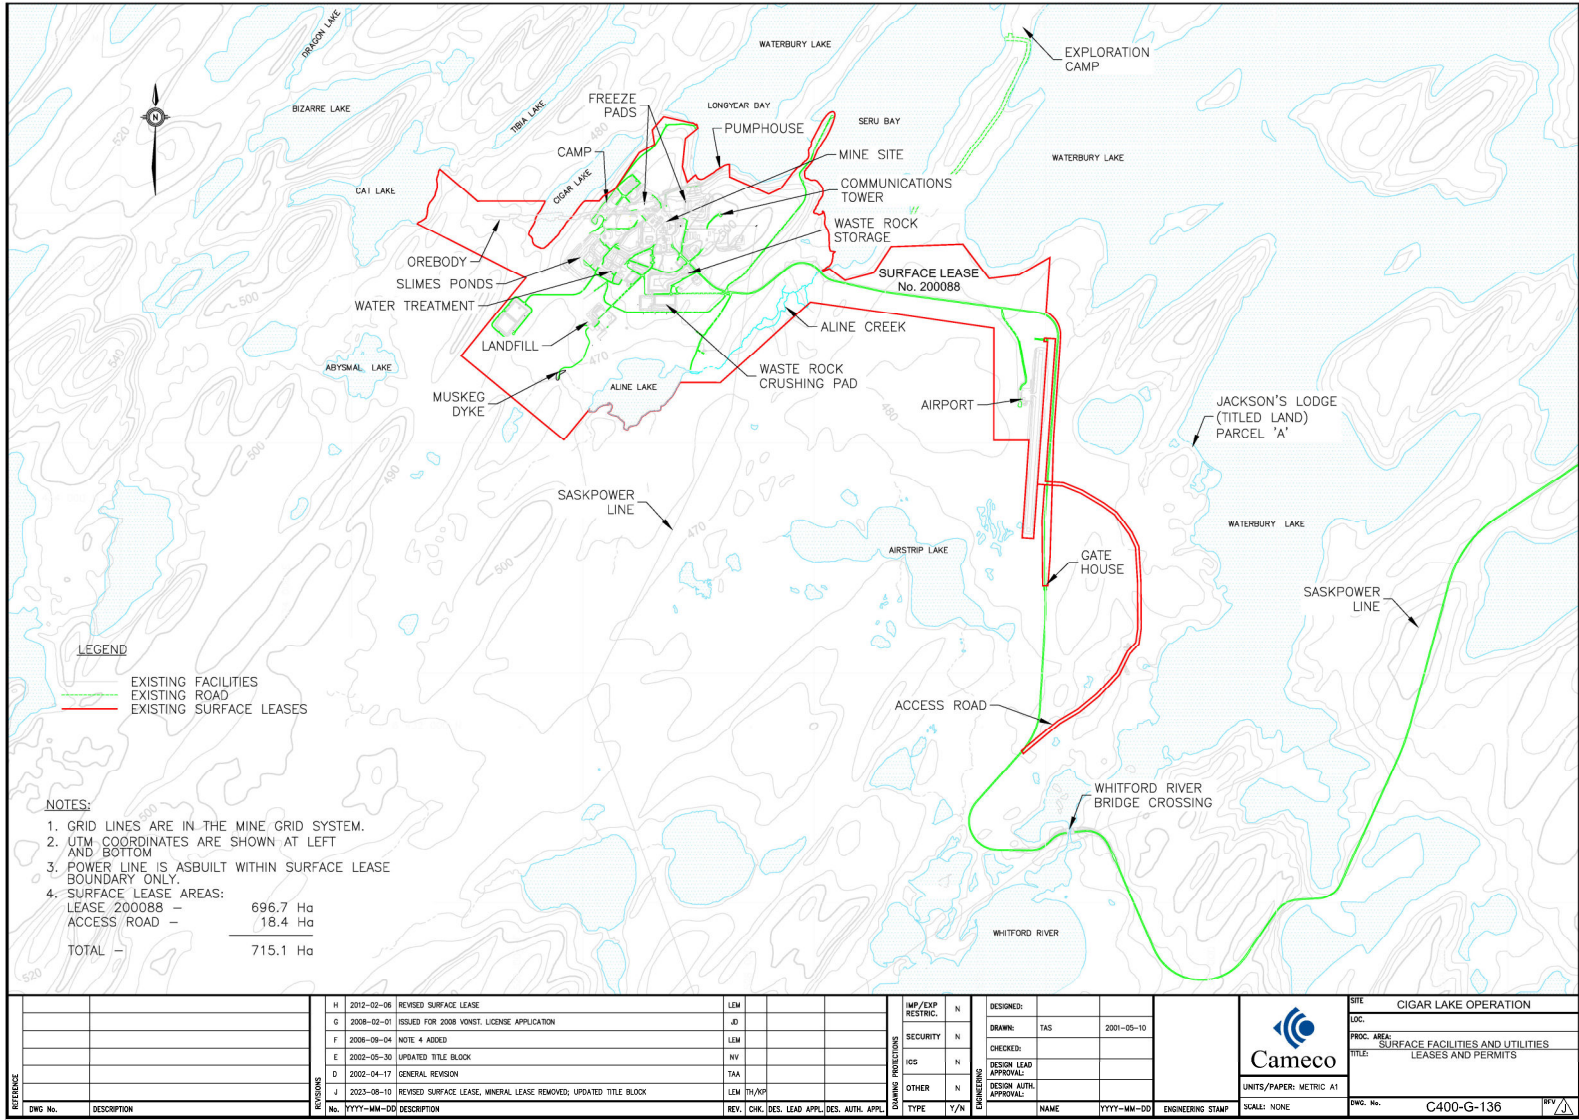 DRAGON LAKE
WATERBURY LAKE
EXPLORATION
CAMP
BIZARRE LAKE
TIBIA LAKE
FREEZE
PADS
LONGYEAR BAY
SERU BAY
PUMPHOUSE
520
480
CAMP
MINE SITE
WATERBURY LAKE
CAT LAKE
CIGAR LAKE
COMMUNICATIONS
TOWER
WASTE ROCK
STORAGE
OREBODY
SLIMES PONDS
WATER TREATMENT
SURFACE LEASE
No. 200088
500
ALINE CREEK
LANDFILL
540
470
ABYSMAL LAKE
ALINE LAKE
WASTE ROCK
CRUSHING PAD
MUSKEG
DYKE
AIRPORT
480
JACKSON'S LODGE
(TITLED LAND)
PARCEL 'A'
500
490
SASKPOWER
LINE
470
WATERBURY LAKE
AIRSTRIP LAKE
GATE
HOUSE
500
SASKPOWER
LINE
LEGEND
EXISTING FACILITIES
EXISTING ROAD
EXISTING SURFACE LEASES
ACCESS ROAD
WHITFORD RIVER
BRIDGE CROSSING
500
NOTES:
1. GRID LINES ARE IN THE MINE GRID SYSTEM.
2. UTM COORDINATES ARE SHOWN AT LEFT
AND BOTTOM
3. POWER LINE IS ASBUILT WITHIN SURFACE LEASE
BOUNDARY ONLY.
4. SURFACE LEASE AREAS:
LEASE 200088 – 696.7 Ha
ACCESS ROAD – 18.4 Ha
TOTAL – 715.1 Ha
WHITFORD RIVER
520
N
REFERENCE
DWG No. DESCRIPTION
REVISIONS
H 2012-02-06 REVISED SURFACE LEASE LEM
G 2008-02-01 ISSUED FOR 2008 VONST. LICENSE APPLICATION JD
F 2006-09-04 NOTE 4 ADDED LEM
E 2002-05-30 UPDATED TITLE BLOCK NV
D 2002-04-17 GENERAL REVISION TAA
J 2023-08-10 REVISED SURFACE LEASE, MINERAL LEASE REMOVED; UPDATED TITLE BLOCK LEM TH/KP
No. YYYY-MM-DD DESCRIPTION REV. CHK. DES. LEAD APPL. DES. AUTH. APPL.
DRAWING PROTECTIONS
IMP/EXP
RESTRIC. N
SECURITY N
ICS N
OTHER N
TYPE Y/N
ENGINEERING
DESIGNED:
DRAWN: TAS 2001-05-10
CHECKED:
DESIGN LEAD
APPROVAL:
DESIGN AUTH.
APPROVAL:
NAME YYYY-MM-DD ENGINEERING STAMP
Cameco
UNITS/PAPER: METRIC A1
SCALE: NONE
SITE CIGAR LAKE OPERATION
LOC.
PROC. AREA: SURFACE FACILITIES AND UTILITIES
TITLE: LEASES AND PERMITS
DWG. No. C400-G-136
REV J